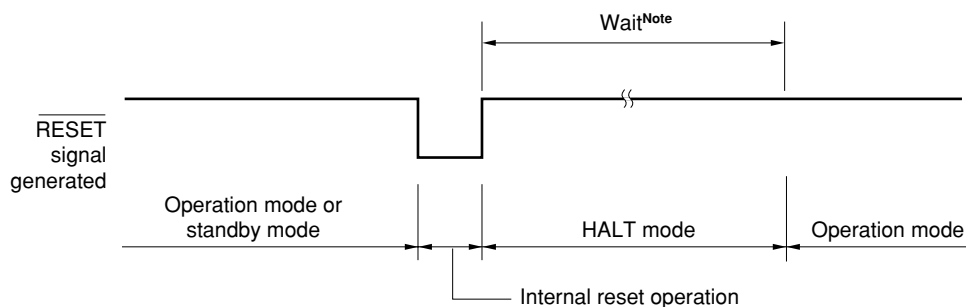 Wait Note
RESET
signal
generated
Operation mode or
standby mode
HALT mode
Operation mode
Internal reset operation